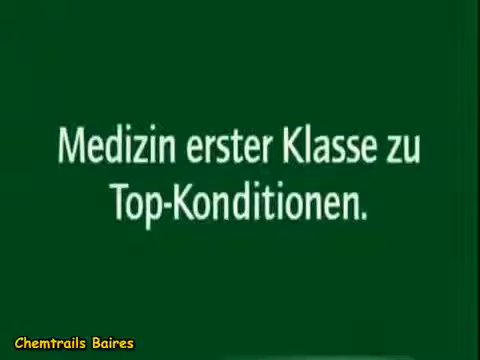 Medizin erster Klasse zu
Top-Konditionen.
Chemtrails Baires